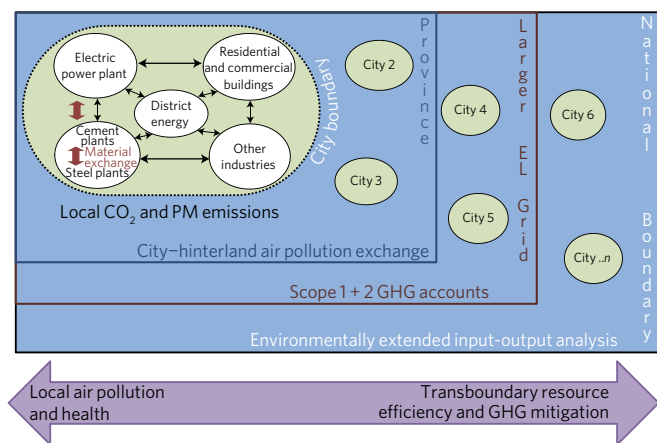 Electric
power plant
Residential
and commercial
buildings
District
energy
Cement
plants
Material
exchange
Steel plants
Other
industries
City boundary
Local CO₂ and PM emissions
City 2
City 3
Province
City–hinterland air pollution exchange
City 4
City 5
Larger EL Grid
Scope 1 + 2 GHG accounts
City 6
City ..n
National Boundary
Environmentally extended input-output analysis
Local air pollution
and health
Transboundary resource
efficiency and GHG mitigation